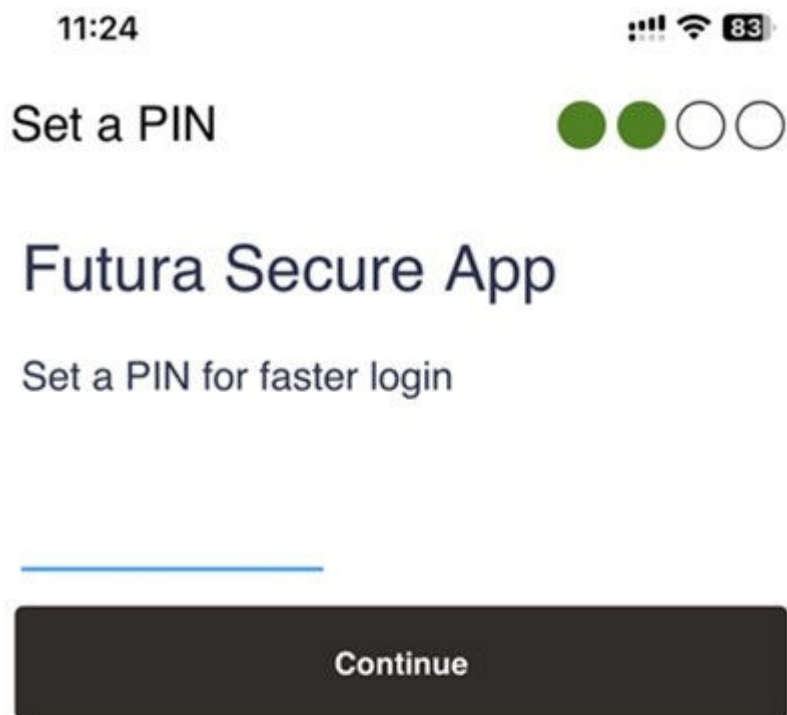 11:24
83
Set a PIN
Futura Secure App
Set a PIN for faster login
Continue